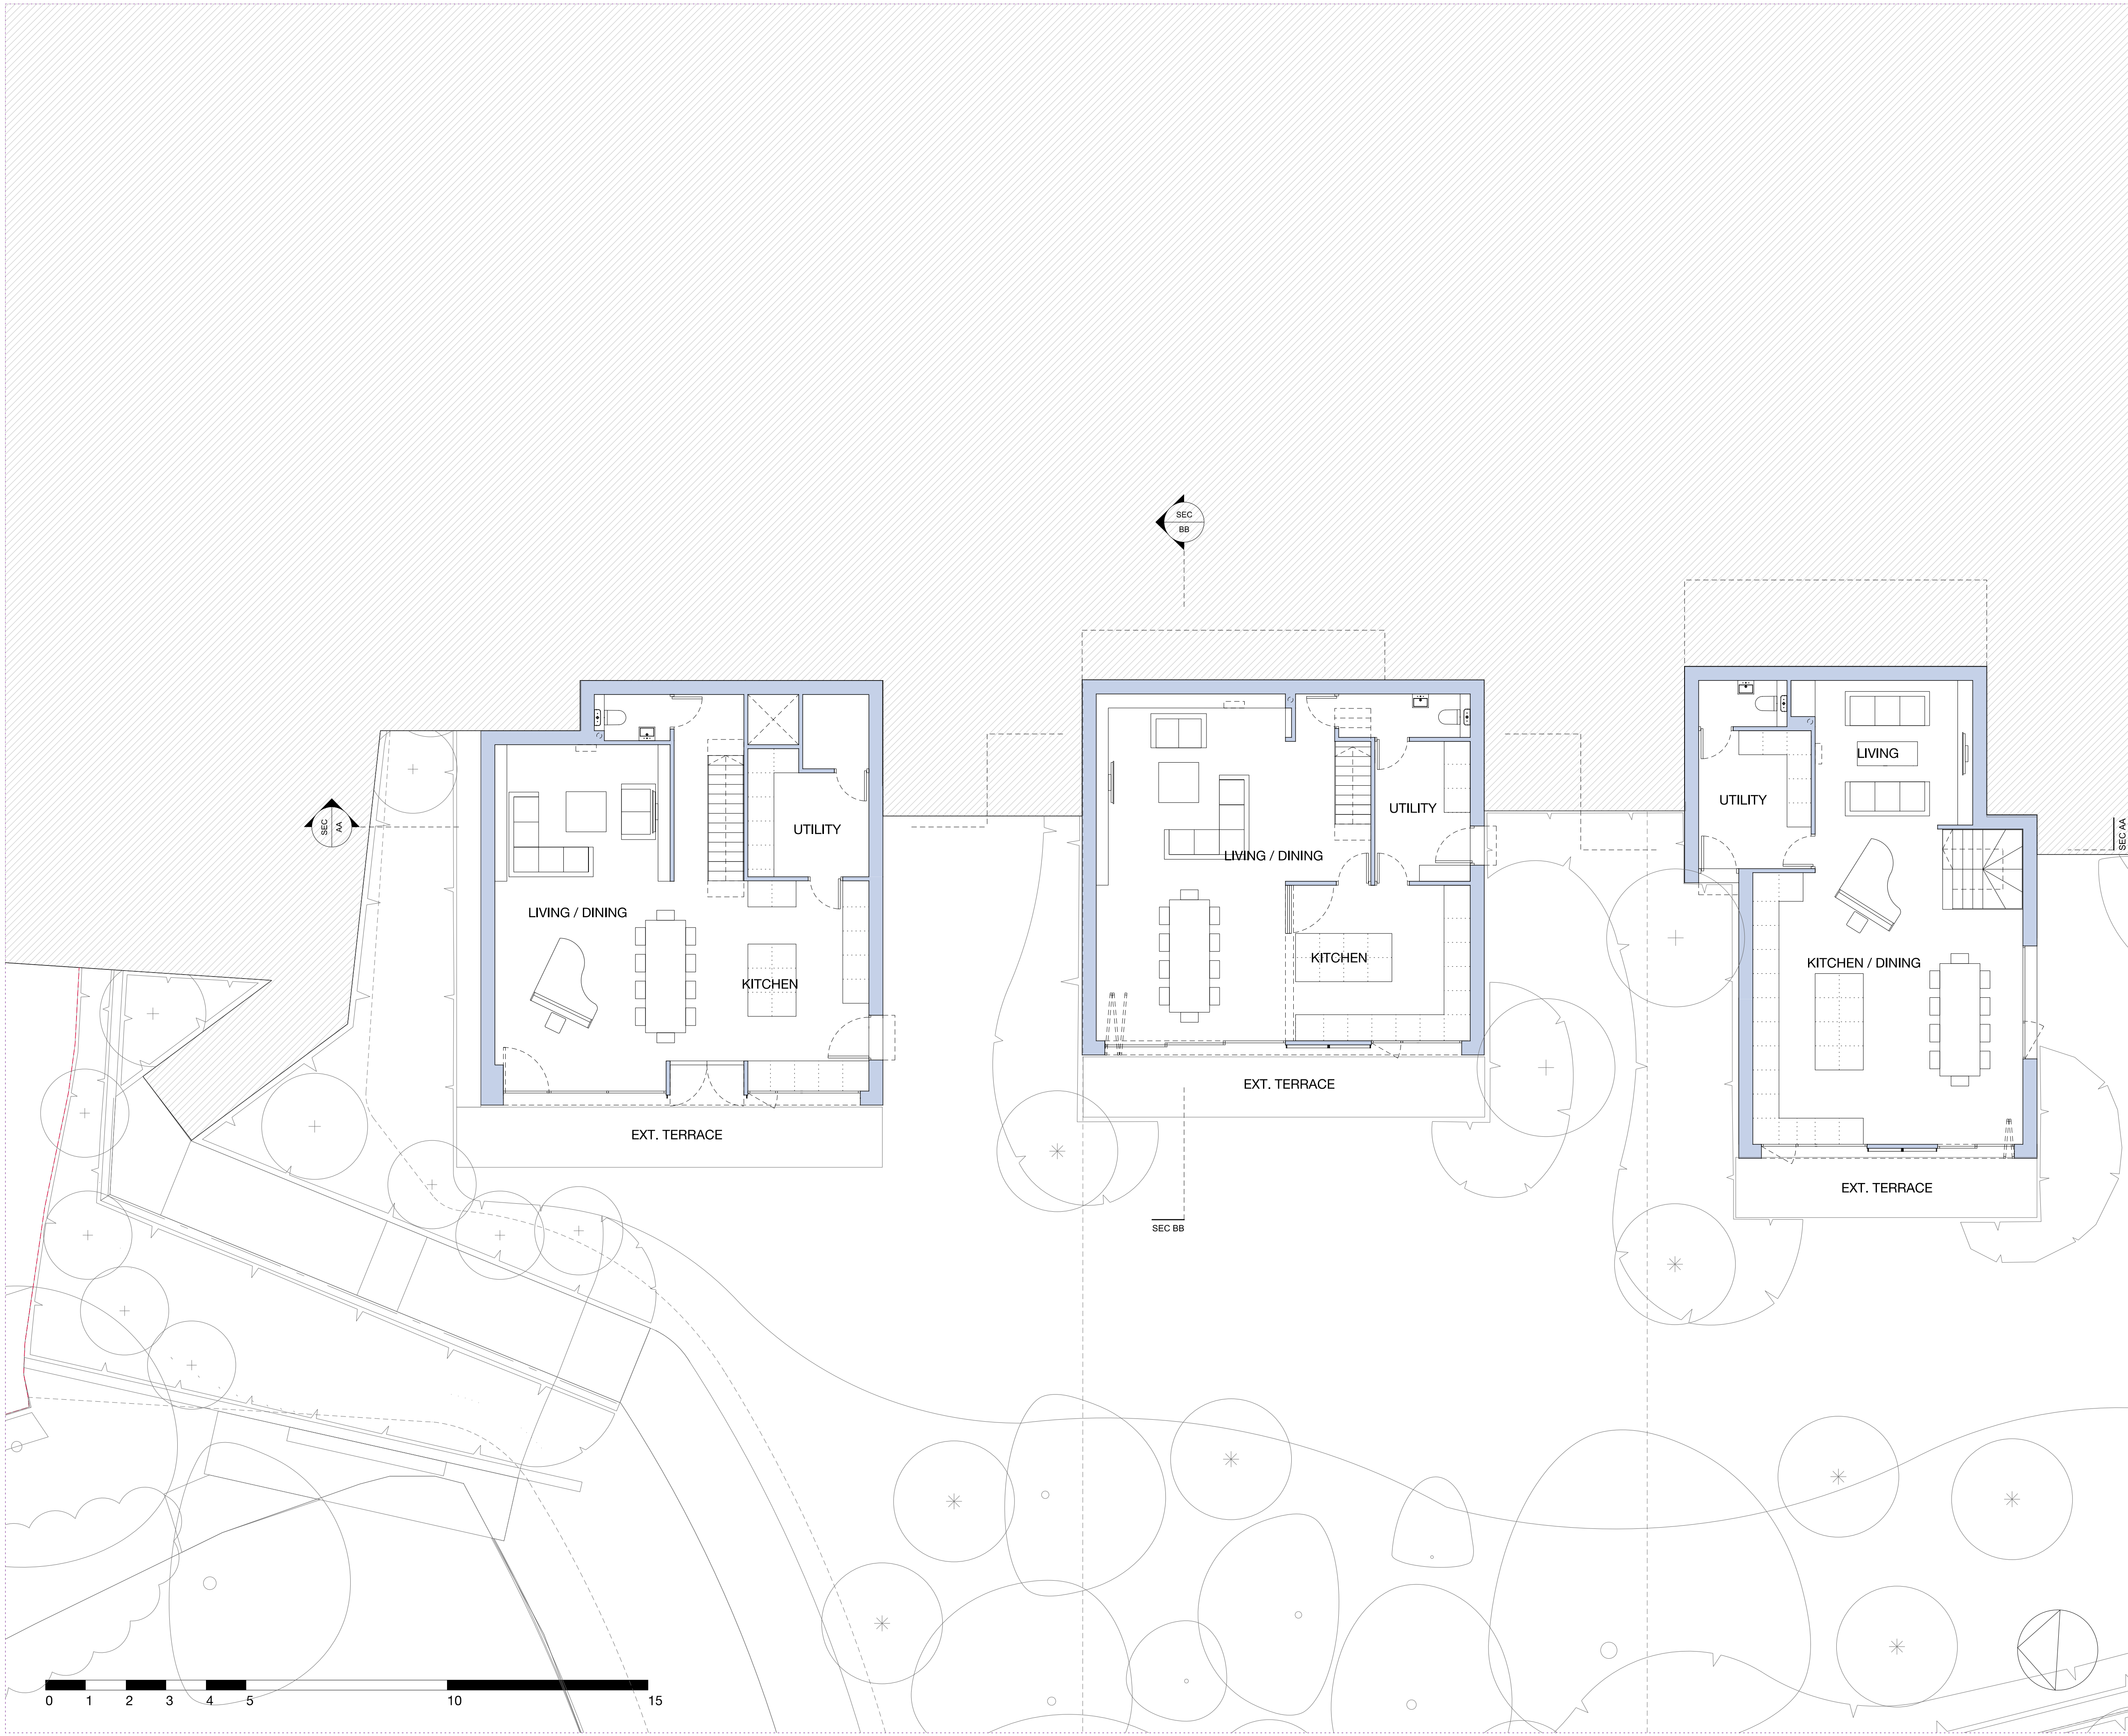 SEC
BB
LIVING
UTILITY
SEC
AA
UTILITY
UTILITY
SEC AA
LIVING / DINING
LIVING / DINING
KITCHEN
KITCHEN
KITCHEN / DINING
EXT. TERRACE
EXT. TERRACE
EXT. TERRACE
SEC BB
0 1 2 3 4 5 10 15